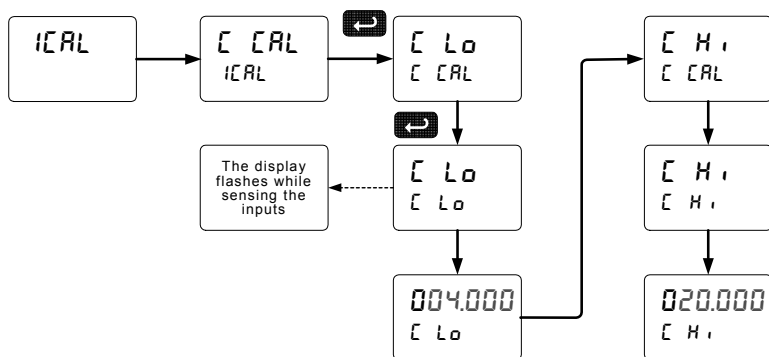 ICAL
C CAL
ICAL
C Lo
C CAL
C Hi
C CAL
The display
flashes while
sensing the
inputs
C Lo
C Lo
C Hi
C Hi
004.000
C Lo
020.000
C Hi